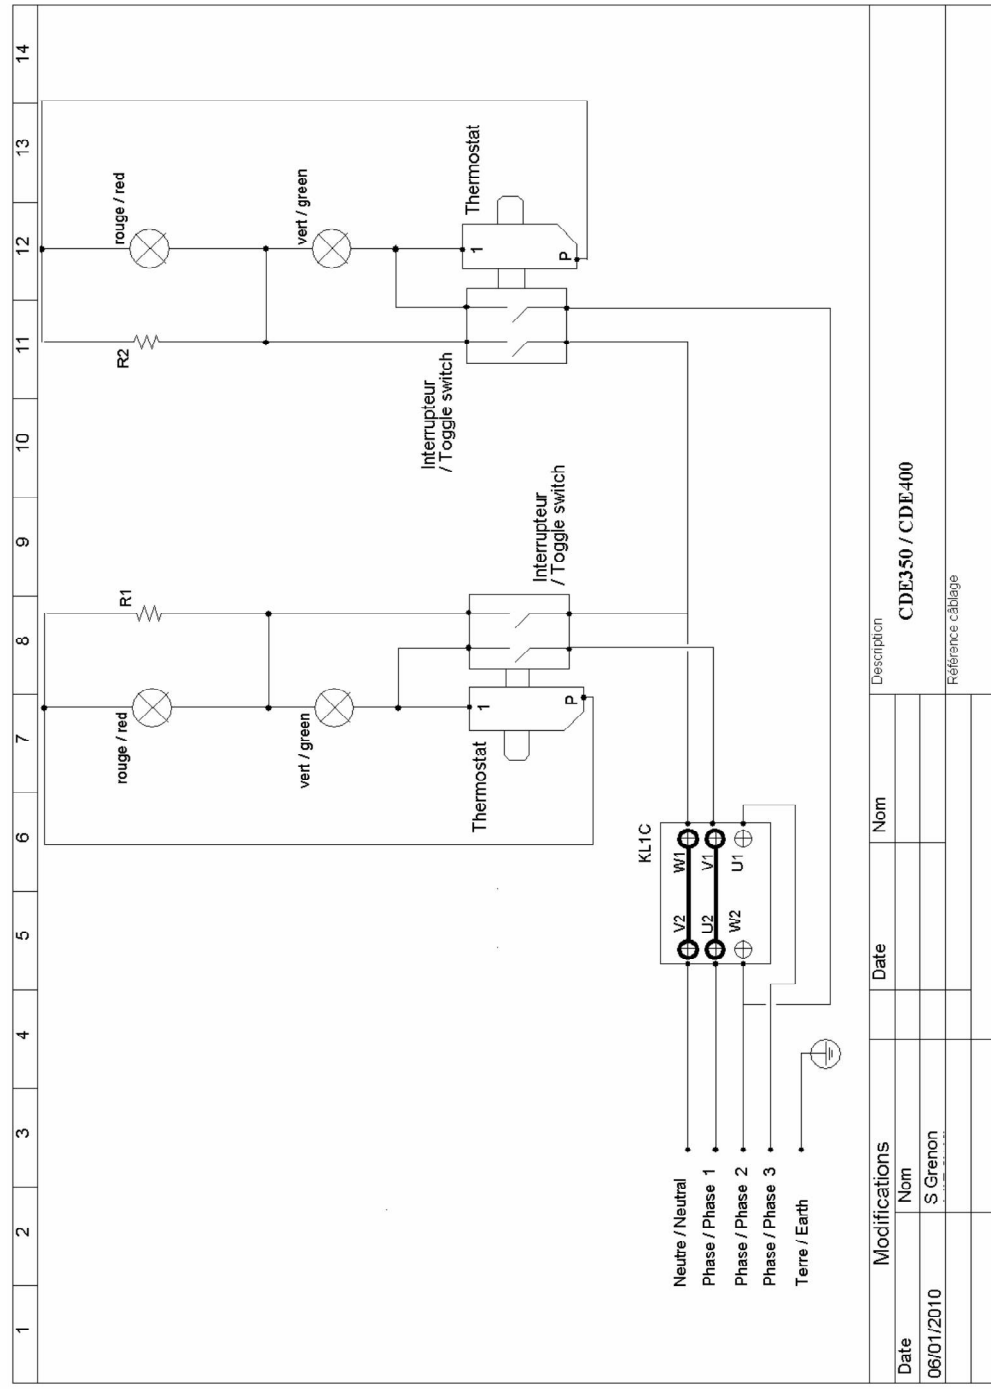 1 2 3 4 5 6 7 8 9 10 11 12 13 14
rouge / red
R1
R2
rouge / red
vert / green
vert / green
Thermostat
1
P
Interrupteur
/ Toggle switch
Interrupteur
/ Toggle switch
Thermostat
1
P
KL1C
V2 W1
U2 V1
W2 U1
Neutre / Neutral
Phase / Phase 1
Phase / Phase 2
Phase / Phase 3
Terre / Earth
Modifications
Date Nom Date Nom
06/01/2010 S Grenon
Description
CDE350 / CDE400
Référence câblage